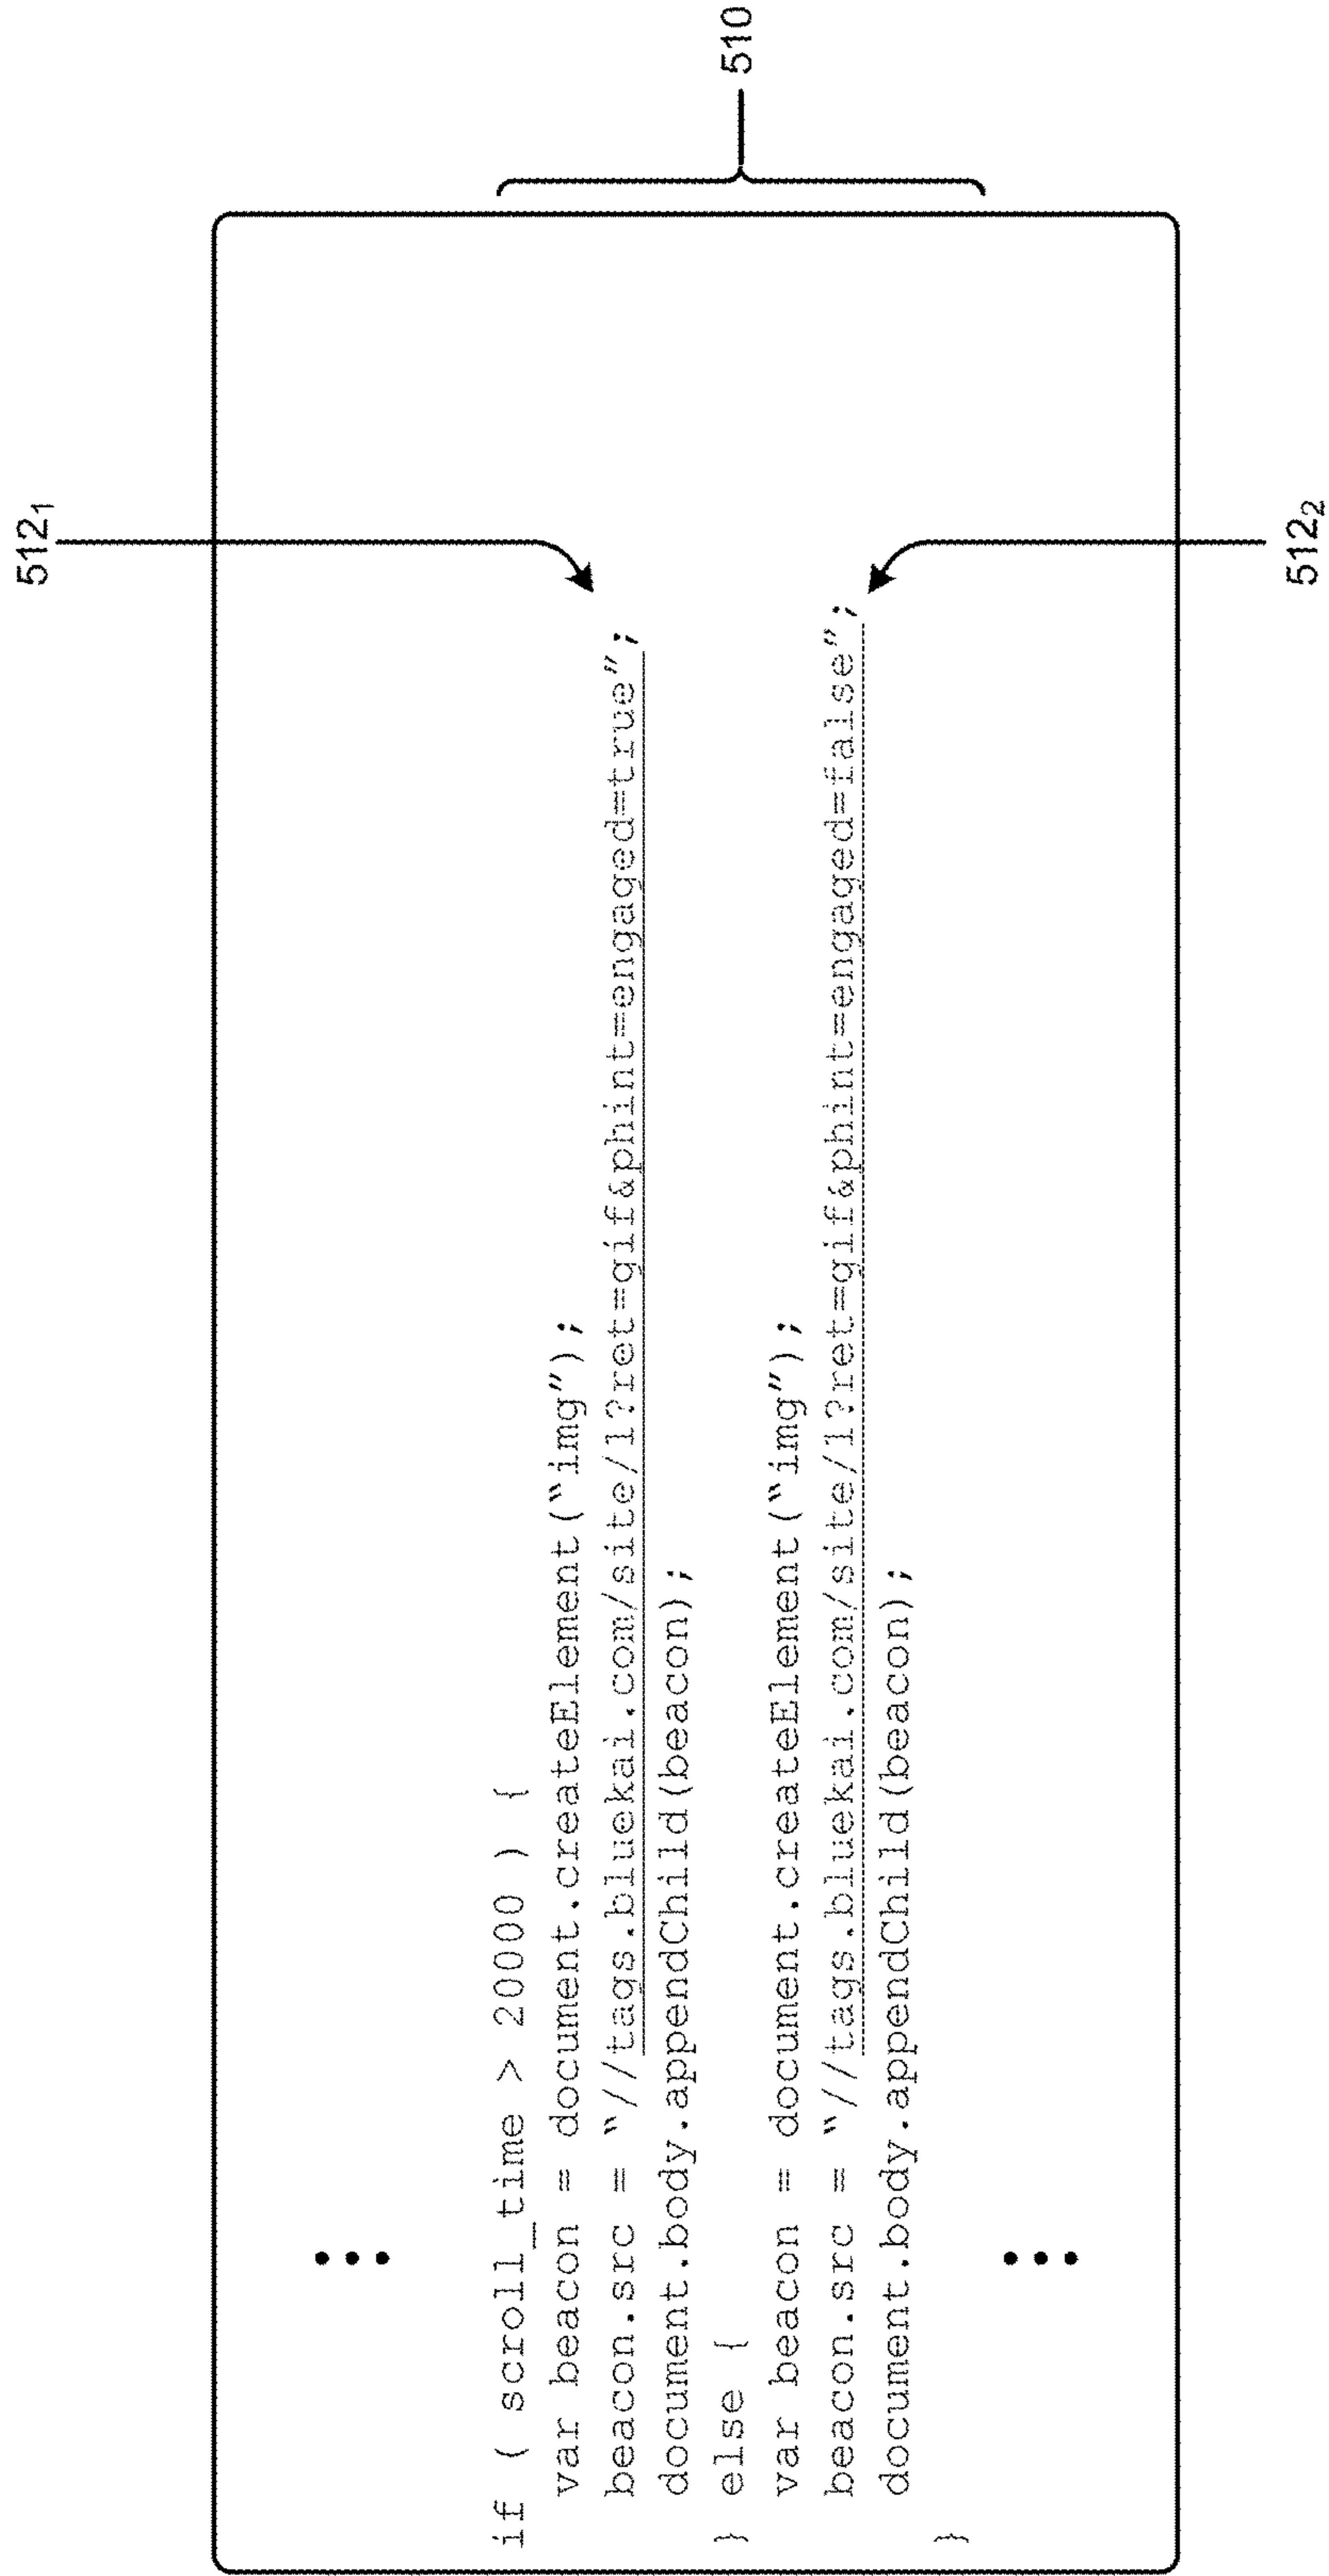 512₁
•••
if ( scroll_time > 20000 ) {
var beacon = document.createElement(“img”);
beacon.src = “//tags.bluekai.com/site/1?ret=gif&phint=engaged=true”;
document.body.appendChild(beacon);
} else {
var beacon = document.createElement(“img”);
beacon.src = “//tags.bluekai.com/site/1?ret=gif&phint=engaged=false”;
document.body.appendChild(beacon);
}
•••
510
512₂